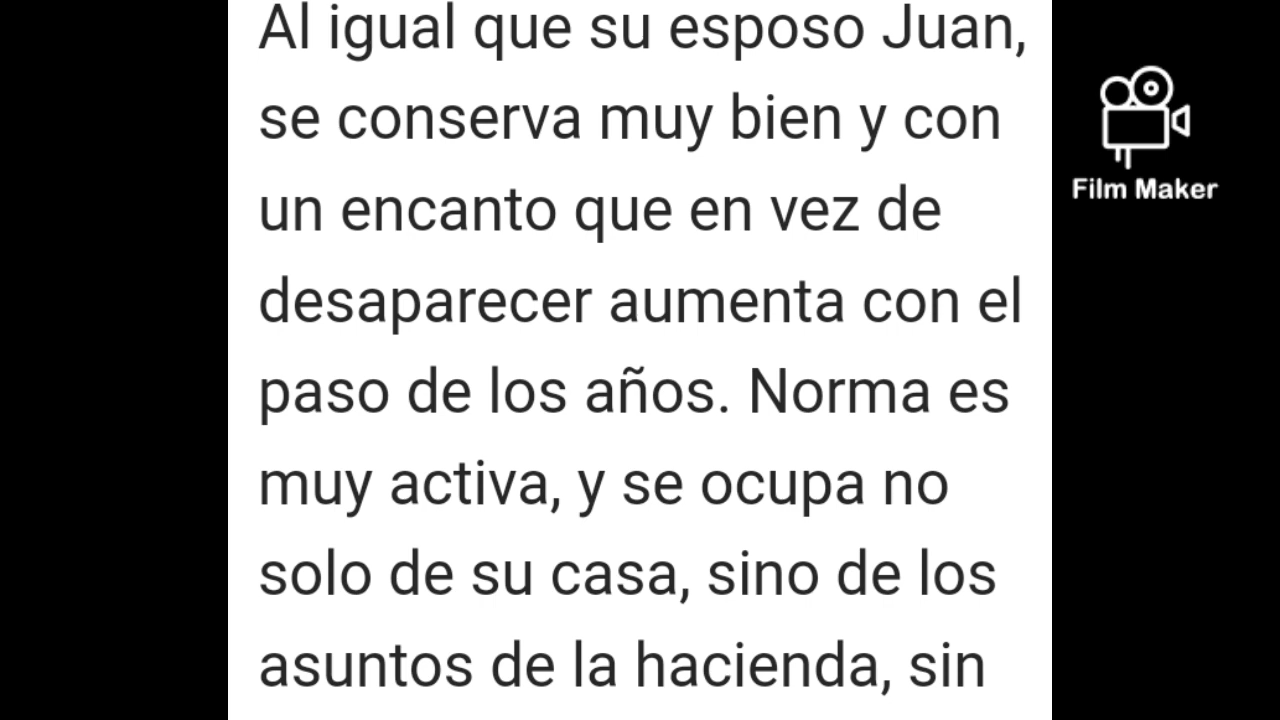 Al igual que su esposo Juan,
se conserva muy bien y con
un encanto que en vez de
desaparecer aumenta con el
paso de los años. Norma es
muy activa, y se ocupa no
solo de su casa, sino de los
asuntos de la hacienda, sin
Film Maker